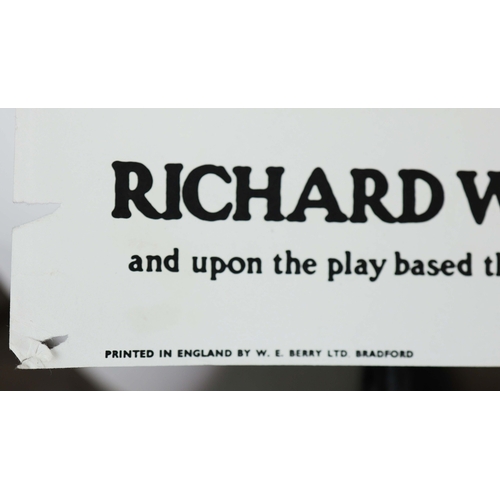 RICHARD W
and upon the play based th
PRINTED IN ENGLAND BY W. E. BERRY LTD. BRADFORD